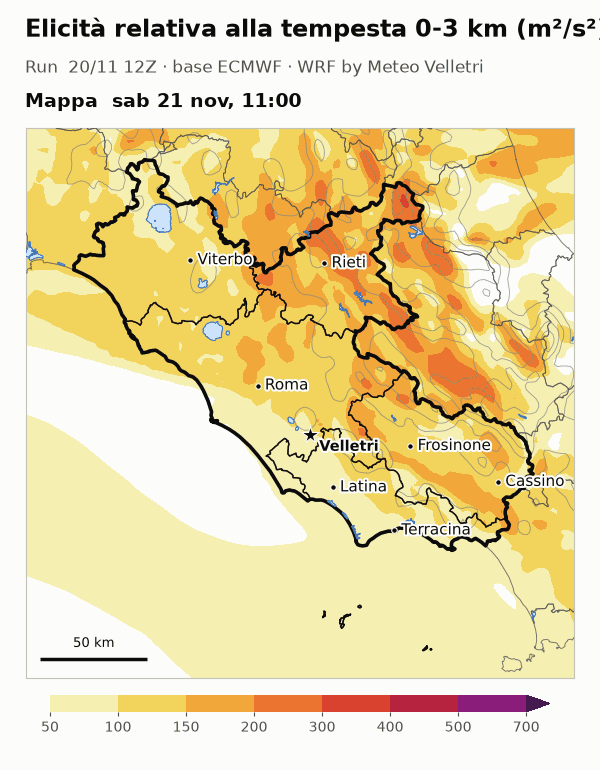 Elicità relativa alla tempesta 0-3 km (m²/s²)
Run  20/11 12Z · base ECMWF · WRF by Meteo Velletri
Mappa  sab 21 nov, 11:00
Viterbo
Rieti
Roma
Velletri
Frosinone
Cassino
Latina
Terracina
50 km
50 100 150 200 300 400 500 700